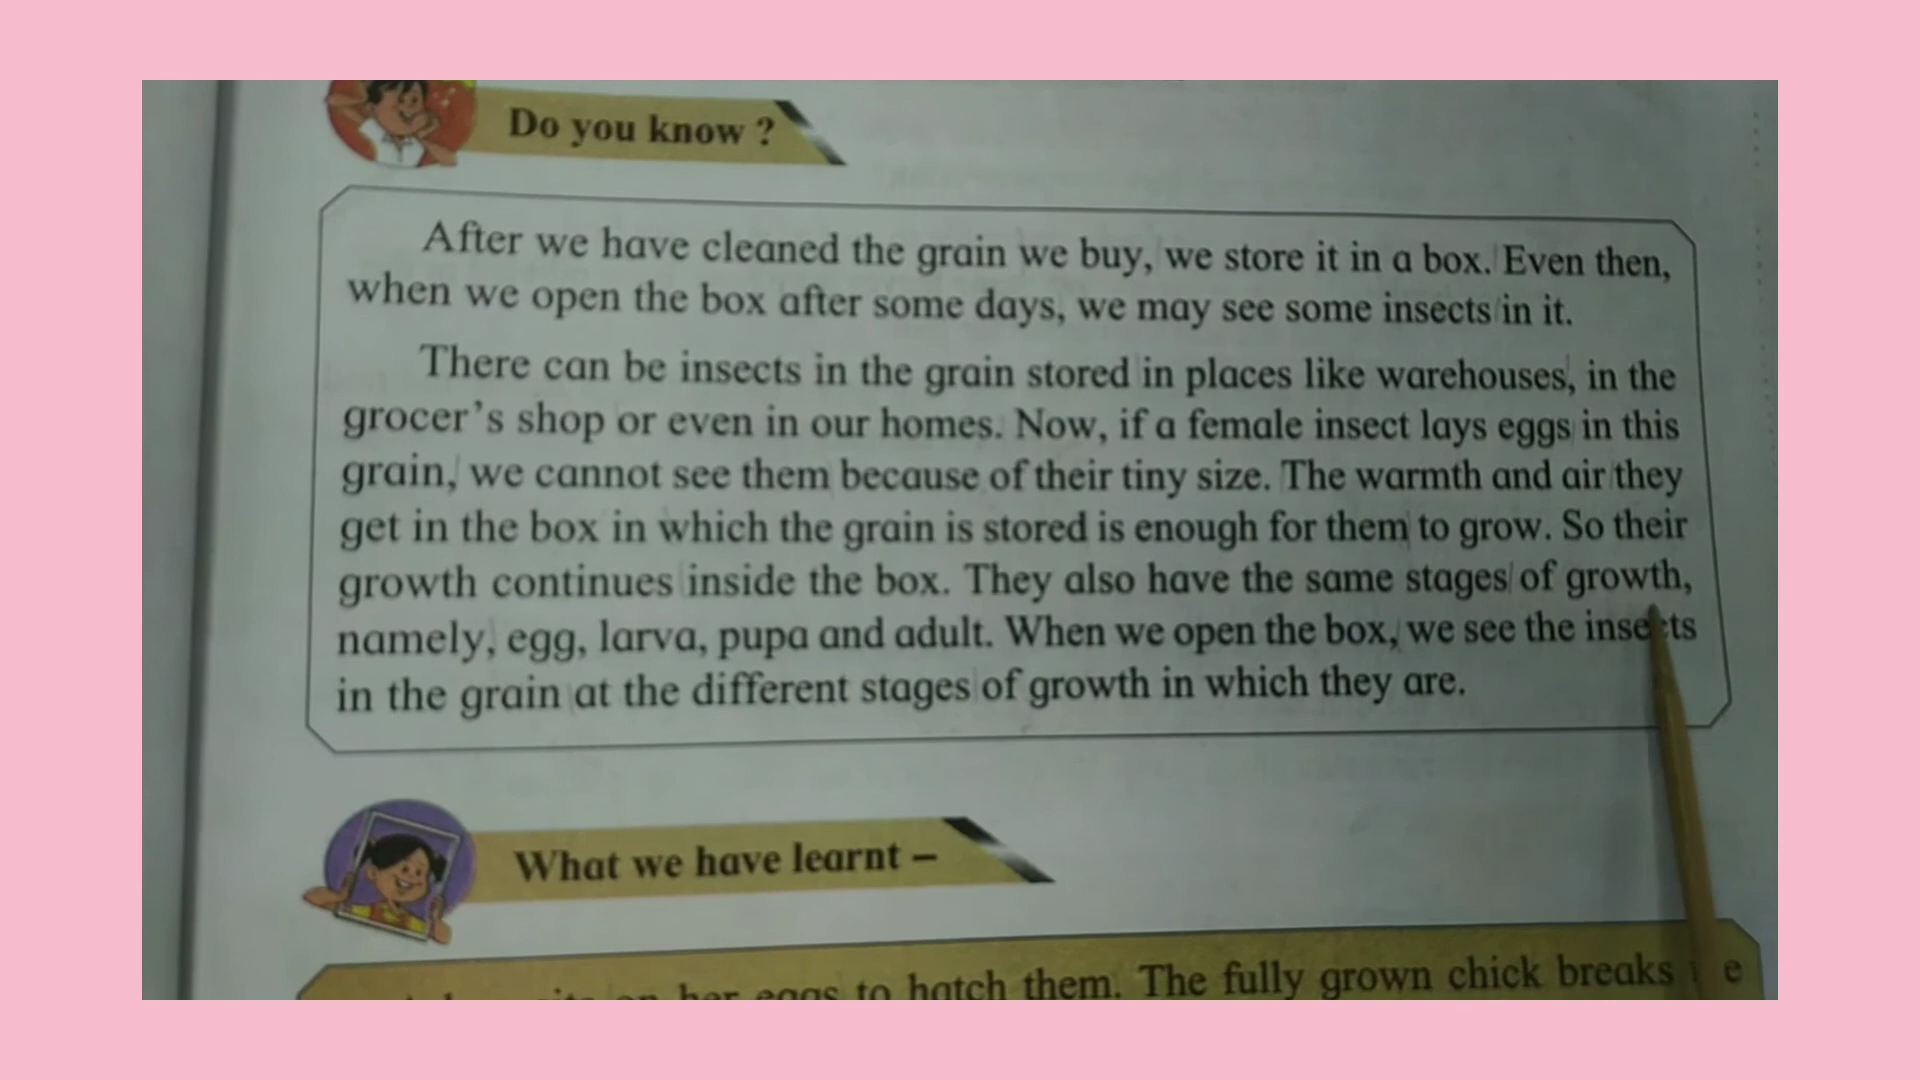 Do you know ?
After we have cleaned the grain we buy, we store it in a box. Even then,
when we open the box after some days, we may see some insects in it.
There can be insects in the grain stored in places like warehouses, in the
grocer's shop or even in our homes. Now, if a female insect lays eggs in this
grain, we cannot see them because of their tiny size. The warmth and air they
get in the box in which the grain is stored is enough for them to grow. So their
growth continues inside the box. They also have the same stages of growth,
namely, egg, larva, pupa and adult. When we open the box, we see the insects
in the grain at the different stages of growth in which they are.
What we have learnt –
her eggs to hatch them. The fully grown chick breaks